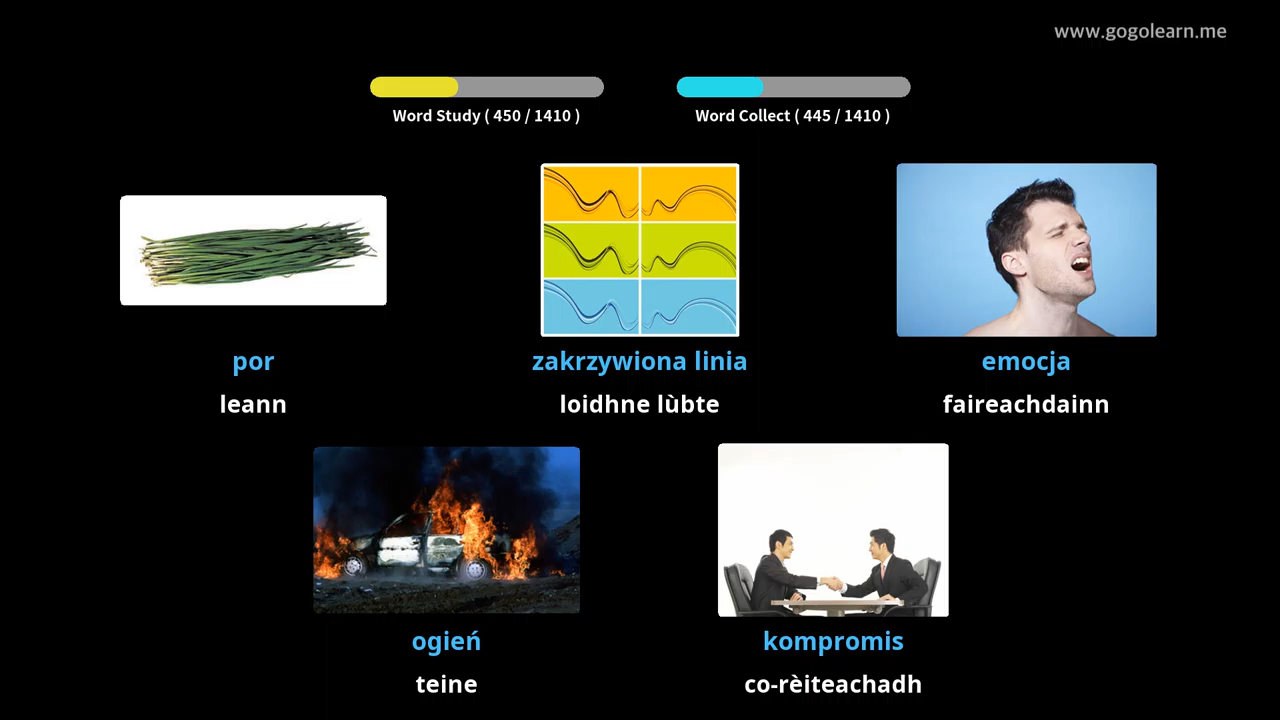 www.gogolearn.me
Word Study ( 450 / 1410 )
Word Collect ( 445 / 1410 )
por
leann
zakrzywiona linia
loidhne lùbte
emocja
faireachdainn
ogień
teine
kompromis
co-rèiteachadh